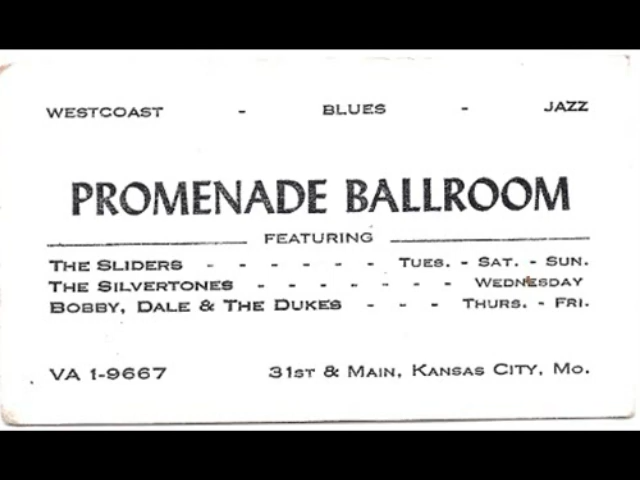 WESTCOAST - BLUES - JAZZ
PROMENADE BALLROOM
FEATURING
THE SLIDERS - - - - - - TUES. - SAT. - SUN.
THE SILVERTONES - - - - - - - WEDNESDAY
BOBBY, DALE & THE DUKES - - - THURS. - FRI.
VA 1-9667 31ST & MAIN, KANSAS CITY, MO.